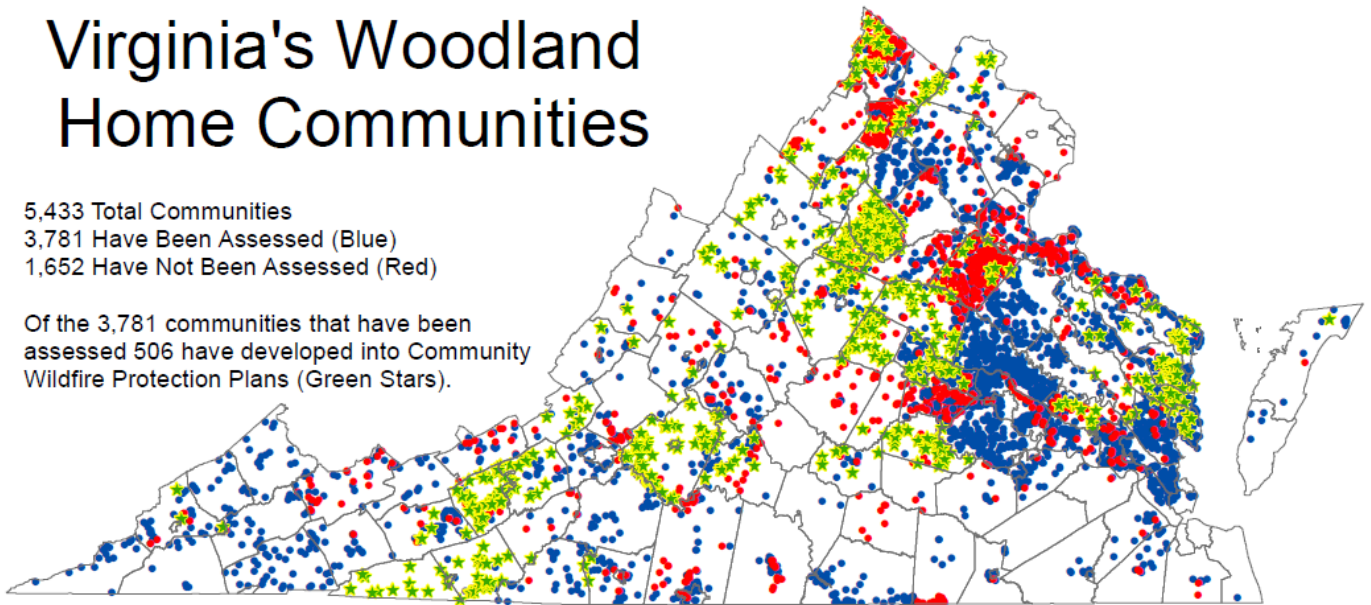 Virginia's Woodland
Home Communities
5,433 Total Communities
3,781 Have Been Assessed (Blue)
1,652 Have Not Been Assessed (Red)
Of the 3,781 communities that have been
assessed 506 have developed into Community
Wildfire Protection Plans (Green Stars).